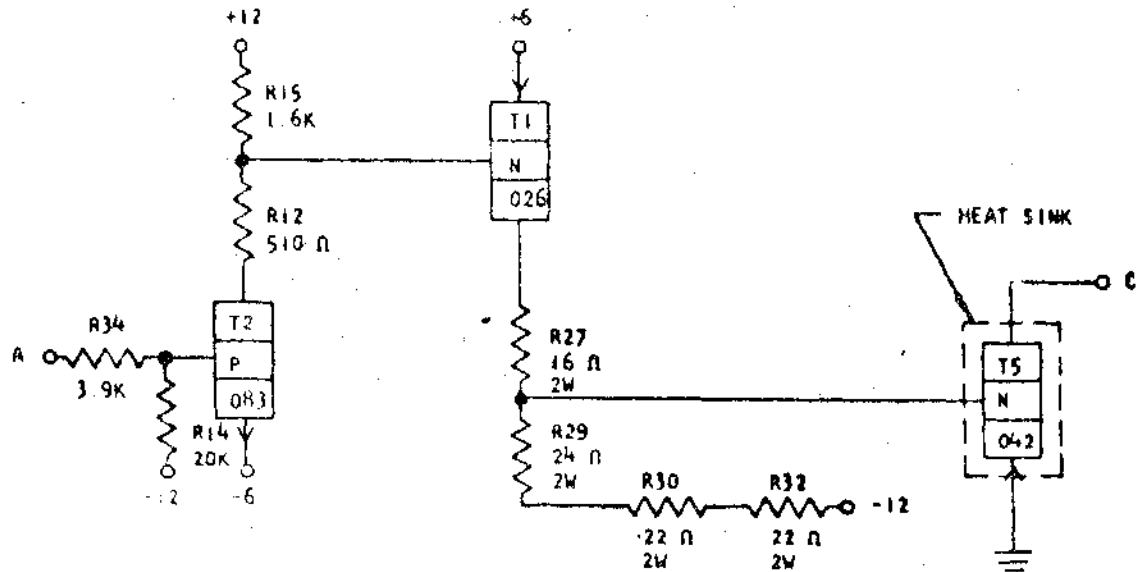 +12
+6
R15
1.6K
T1
N
026
R12
510 Ω
HEAT SINK
C
T2
P
083
R34
A
3.9K
R27
16 Ω
2W
T5
N
042
R14
20K
-12
-6
R29
24 Ω
2W
R30
22 Ω
2W
R32
22 Ω
2W
-12